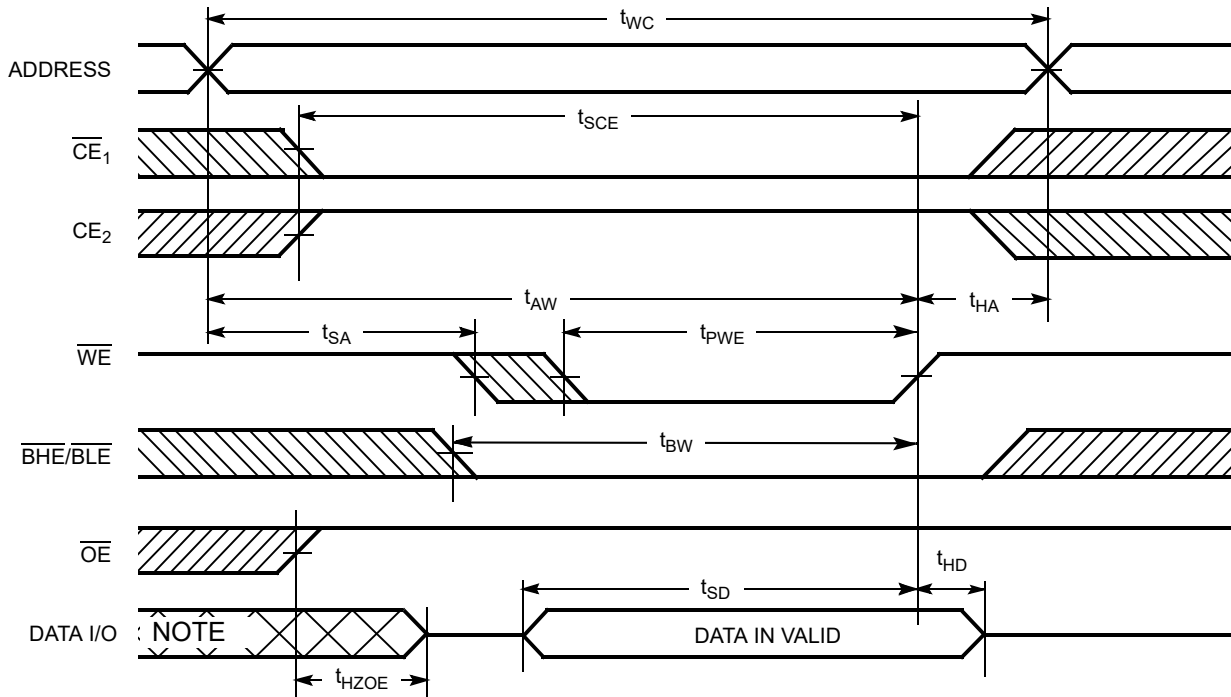 tWC
ADDRESS
tSCE
CE1
CE2
tAW
tHA
tSA
tPWE
WE
tBW
BHE/BLE
OE
tHD
tSD
DATA I/O
NOTE
DATA IN VALID
tHZOE